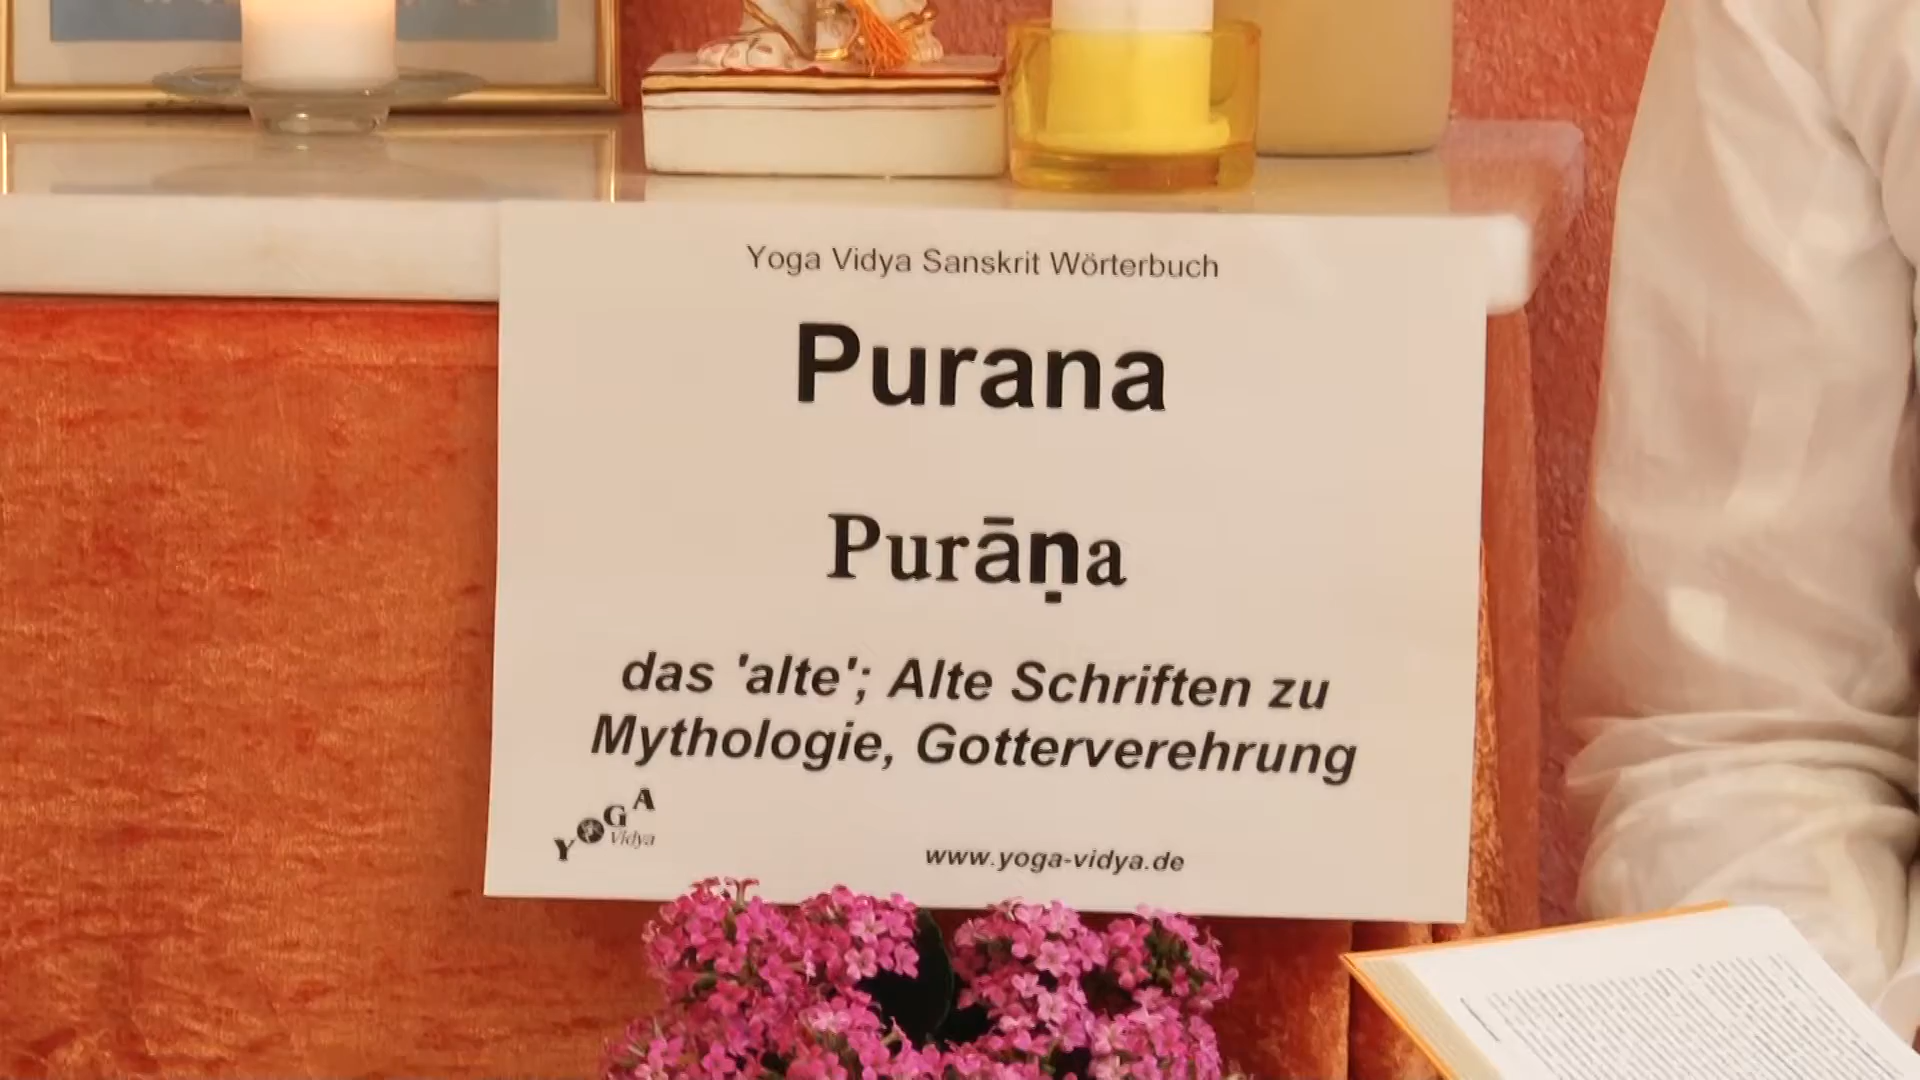 Yoga Vidya Sanskrit Wörterbuch
Purana
Purāṇa
das 'alte'; Alte Schriften zu
Mythologie, Gotterverehrung
YOGA
Vidya
www.yoga-vidya.de